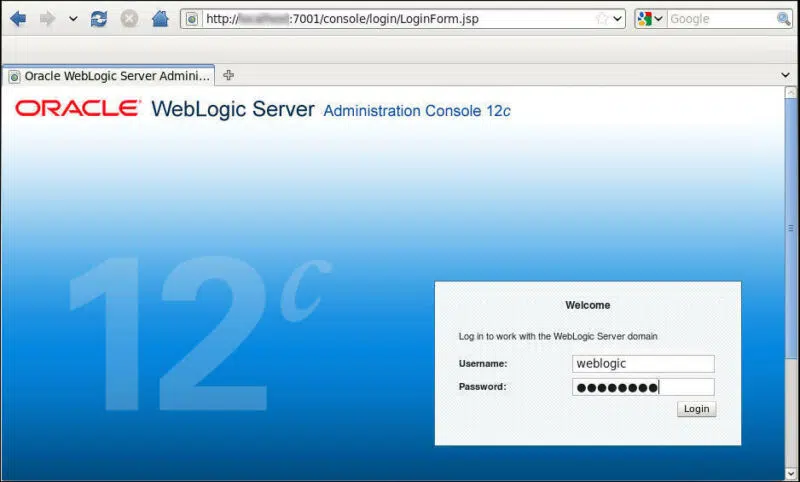 http://:7001/console/login/LoginForm.jsp
Google
Oracle WebLogic Server Admini...
ORACLE WebLogic Server Administration Console 12c
12c
Welcome
Log in to work with the WebLogic Server domain
Username: weblogic
Password: ●●●●●●●●
Login